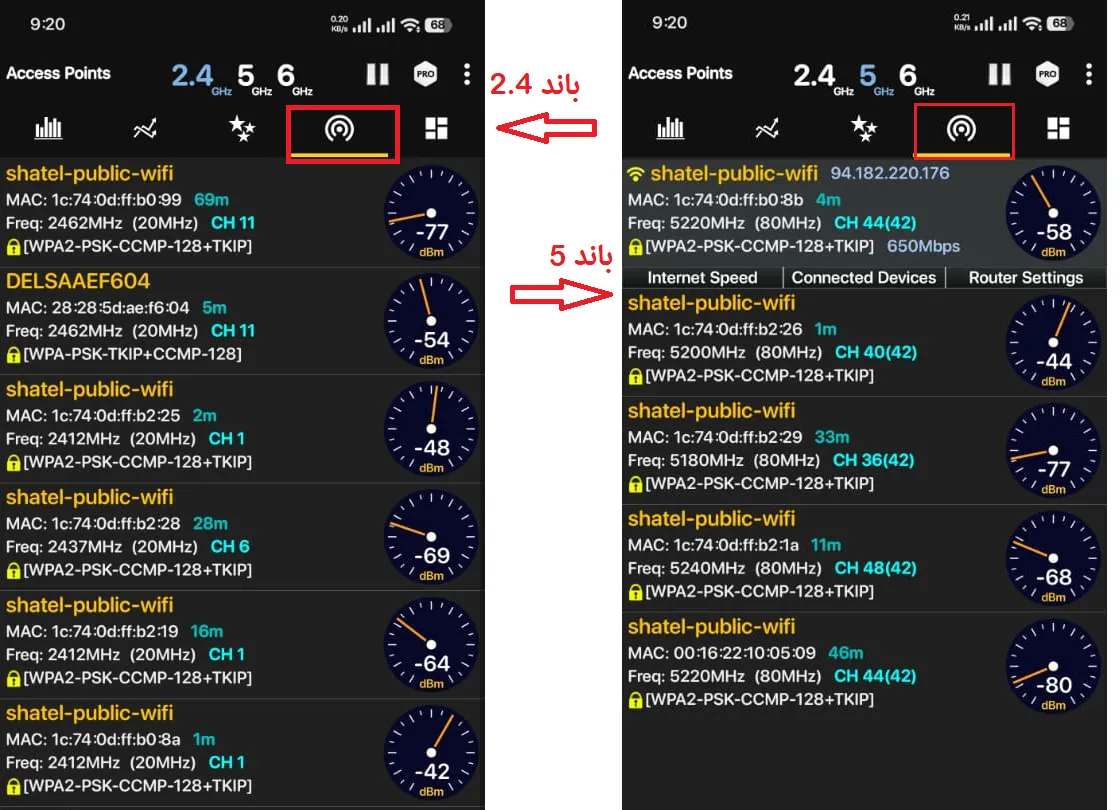 9:20
0.20 KB/s 68
Access Points 2.4 GHz 5 GHz 6 GHz PRO
shatel-public-wifi
MAC: 1c:74:0d:ff:b0:99 69m
Freq: 2462MHz (20MHz) CH 11
[WPA2-PSK-CCMP-128+TKIP]
-77
dBm
DELSAAEF604
MAC: 28:28:5d:ae:f6:04 5m
Freq: 2462MHz (20MHz) CH 11
[WPA-PSK-TKIP+CCMP-128]
-54
dBm
shatel-public-wifi
MAC: 1c:74:0d:ff:b2:25 2m
Freq: 2412MHz (20MHz) CH 1
[WPA2-PSK-CCMP-128+TKIP]
-48
dBm
shatel-public-wifi
MAC: 1c:74:0d:ff:b2:28 28m
Freq: 2437MHz (20MHz) CH 6
[WPA2-PSK-CCMP-128+TKIP]
-69
dBm
shatel-public-wifi
MAC: 1c:74:0d:ff:b2:19 16m
Freq: 2412MHz (20MHz) CH 1
[WPA2-PSK-CCMP-128+TKIP]
-64
dBm
shatel-public-wifi
MAC: 1c:74:0d:ff:b0:8a 1m
Freq: 2412MHz (20MHz) CH 1
[WPA2-PSK-CCMP-128+TKIP]
-42
dBm
باند 2.4
باند 5
9:20
0.21 KB/s 68
Access Points 2.4 GHz 5 GHz 6 GHz PRO
shatel-public-wifi 94.182.220.176
MAC: 1c:74:0d:ff:b0:8b 4m
Freq: 5220MHz (80MHz) CH 44(42)
[WPA2-PSK-CCMP-128+TKIP] 650Mbps
-58
dBm
Internet Speed Connected Devices Router Settings
shatel-public-wifi
MAC: 1c:74:0d:ff:b2:26 1m
Freq: 5200MHz (80MHz) CH 40(42)
[WPA2-PSK-CCMP-128+TKIP]
-44
dBm
shatel-public-wifi
MAC: 1c:74:0d:ff:b2:29 33m
Freq: 5180MHz (80MHz) CH 36(42)
[WPA2-PSK-CCMP-128+TKIP]
-77
dBm
shatel-public-wifi
MAC: 1c:74:0d:ff:b2:1a 11m
Freq: 5240MHz (80MHz) CH 48(42)
[WPA2-PSK-CCMP-128+TKIP]
-68
dBm
shatel-public-wifi
MAC: 00:16:22:10:05:09 46m
Freq: 5220MHz (80MHz) CH 44(42)
[WPA2-PSK-CCMP-128+TKIP]
-80
dBm